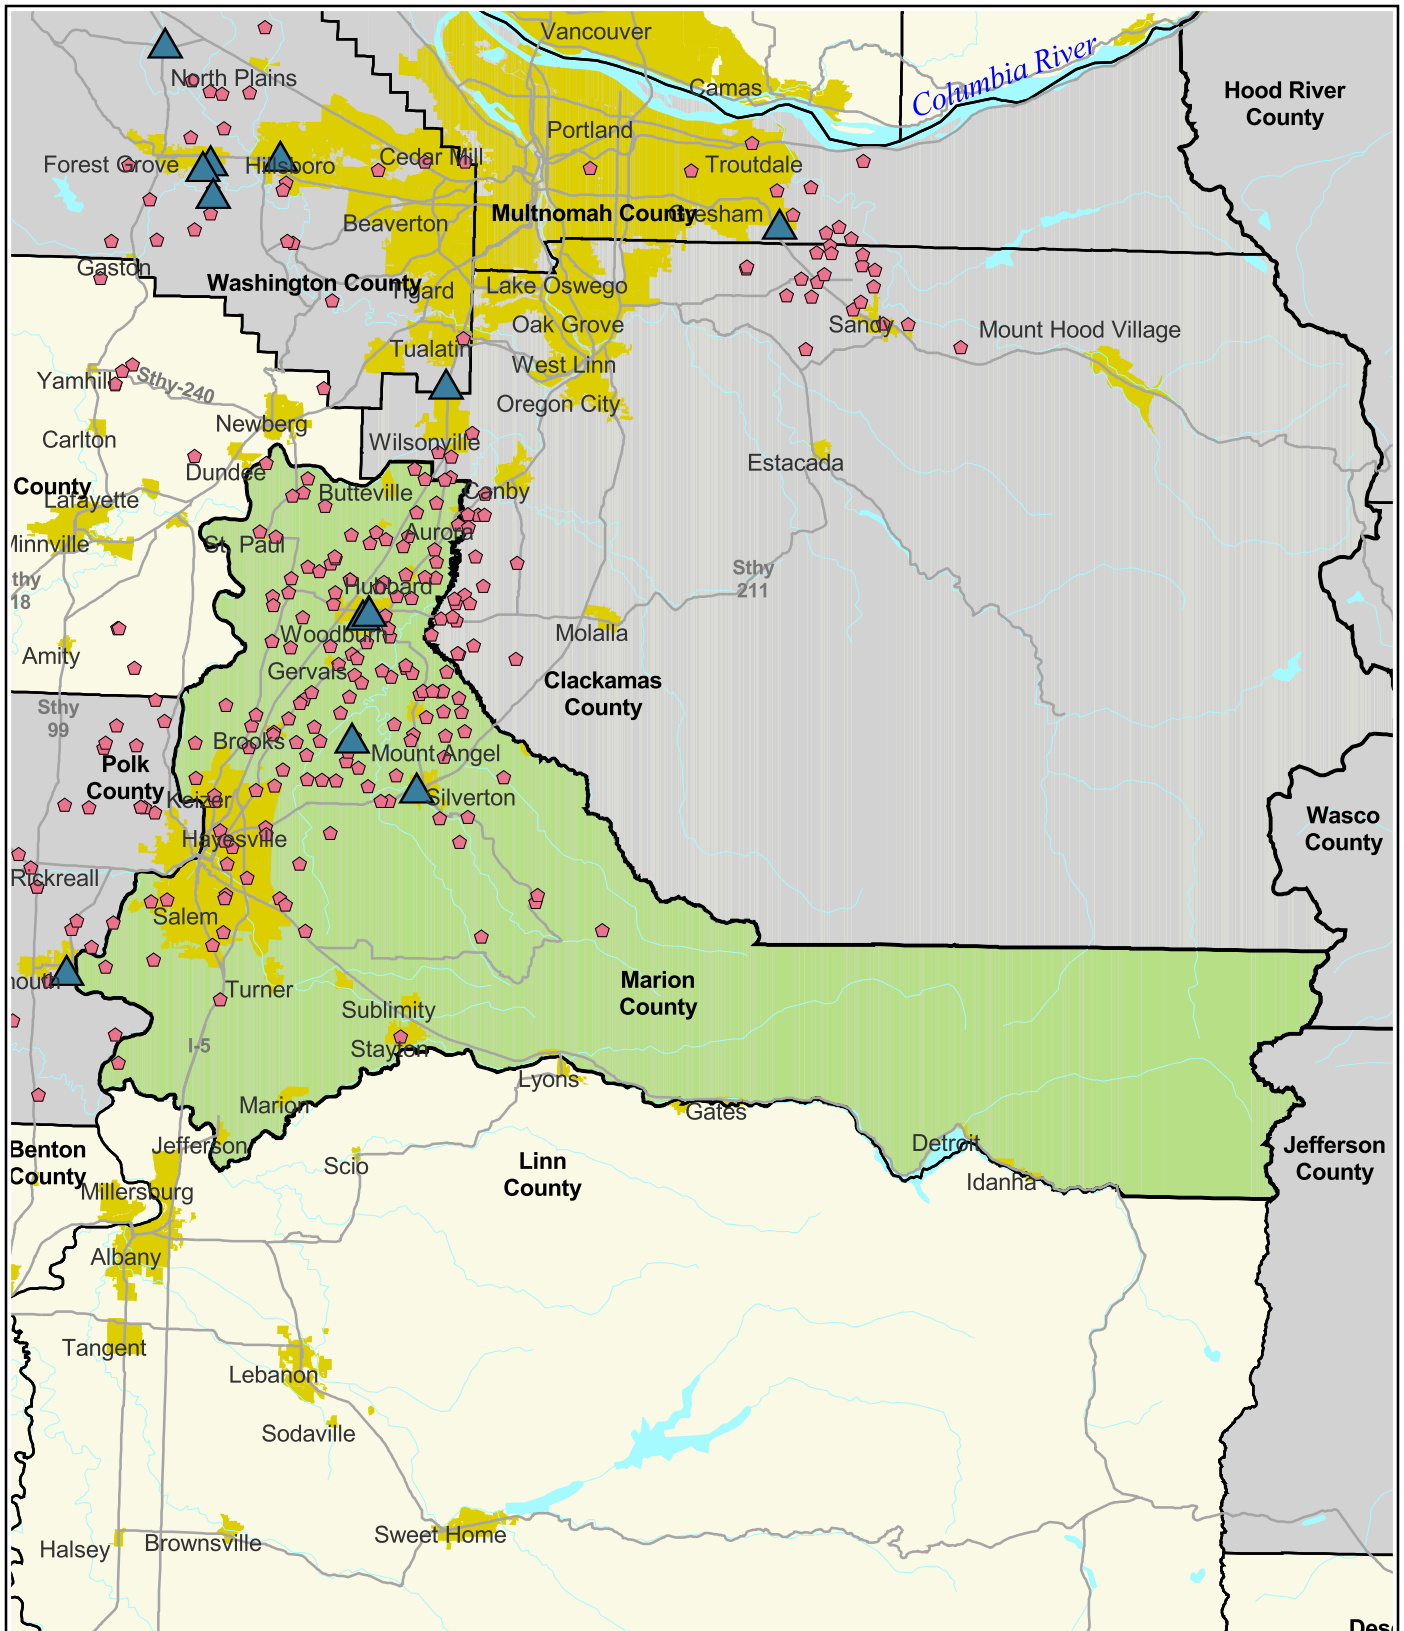 Vancouver
Columbia River
North Plains
Camas
Hood River
County
Portland
Forest Grove
Hillsboro
Cedar Mill
Troutdale
Beaverton
Multnomah County
Gresham
Gaston
Washington County
Tigard
Lake Oswego
Oak Grove
Sandy
Mount Hood Village
Tualatin
West Linn
Yamhill
Sthy-240
Oregon City
Newberg
Carlton
Wilsonville
Estacada
Dundee
County
Lafayette
Butteville
Canby
Minnville
St. Paul
Aurora
thy
18
Hubbard
Sthy
211
Woodburn
Molalla
Amity
Gervais
Clackamas
County
Sthy
99
Brooks
Mount Angel
Polk
County
Keizer
Silverton
Wasco
County
Hayesville
Rickreall
Salem
mouth
Turner
Marion
County
Sublimity
I-5
Stayton
Lyons
Marion
Gates
Jefferson
Detroit
Benton
County
Scio
Linn
County
Idanha
Jefferson
County
Millersburg
Albany
Tangent
Lebanon
Sodaville
Halsey
Brownsville
Sweet Home
Des